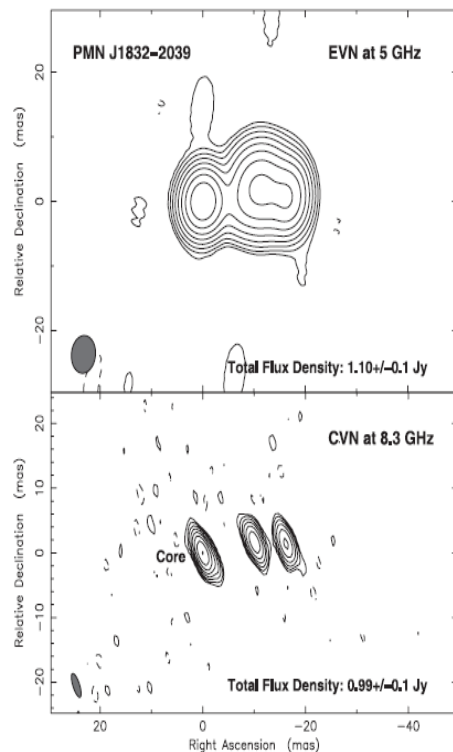 PMN J1832−2039 EVN at 5 GHz
20
0
−20
Relative Declination (mas)
Total Flux Density: 1.10+/−0.1 Jy
CVN at 8.3 GHz
20
10
0
−10
−20
Relative Declination (mas)
Core
Total Flux Density: 0.99+/−0.1 Jy
20 0 −20 −40
Right Ascension (mas)